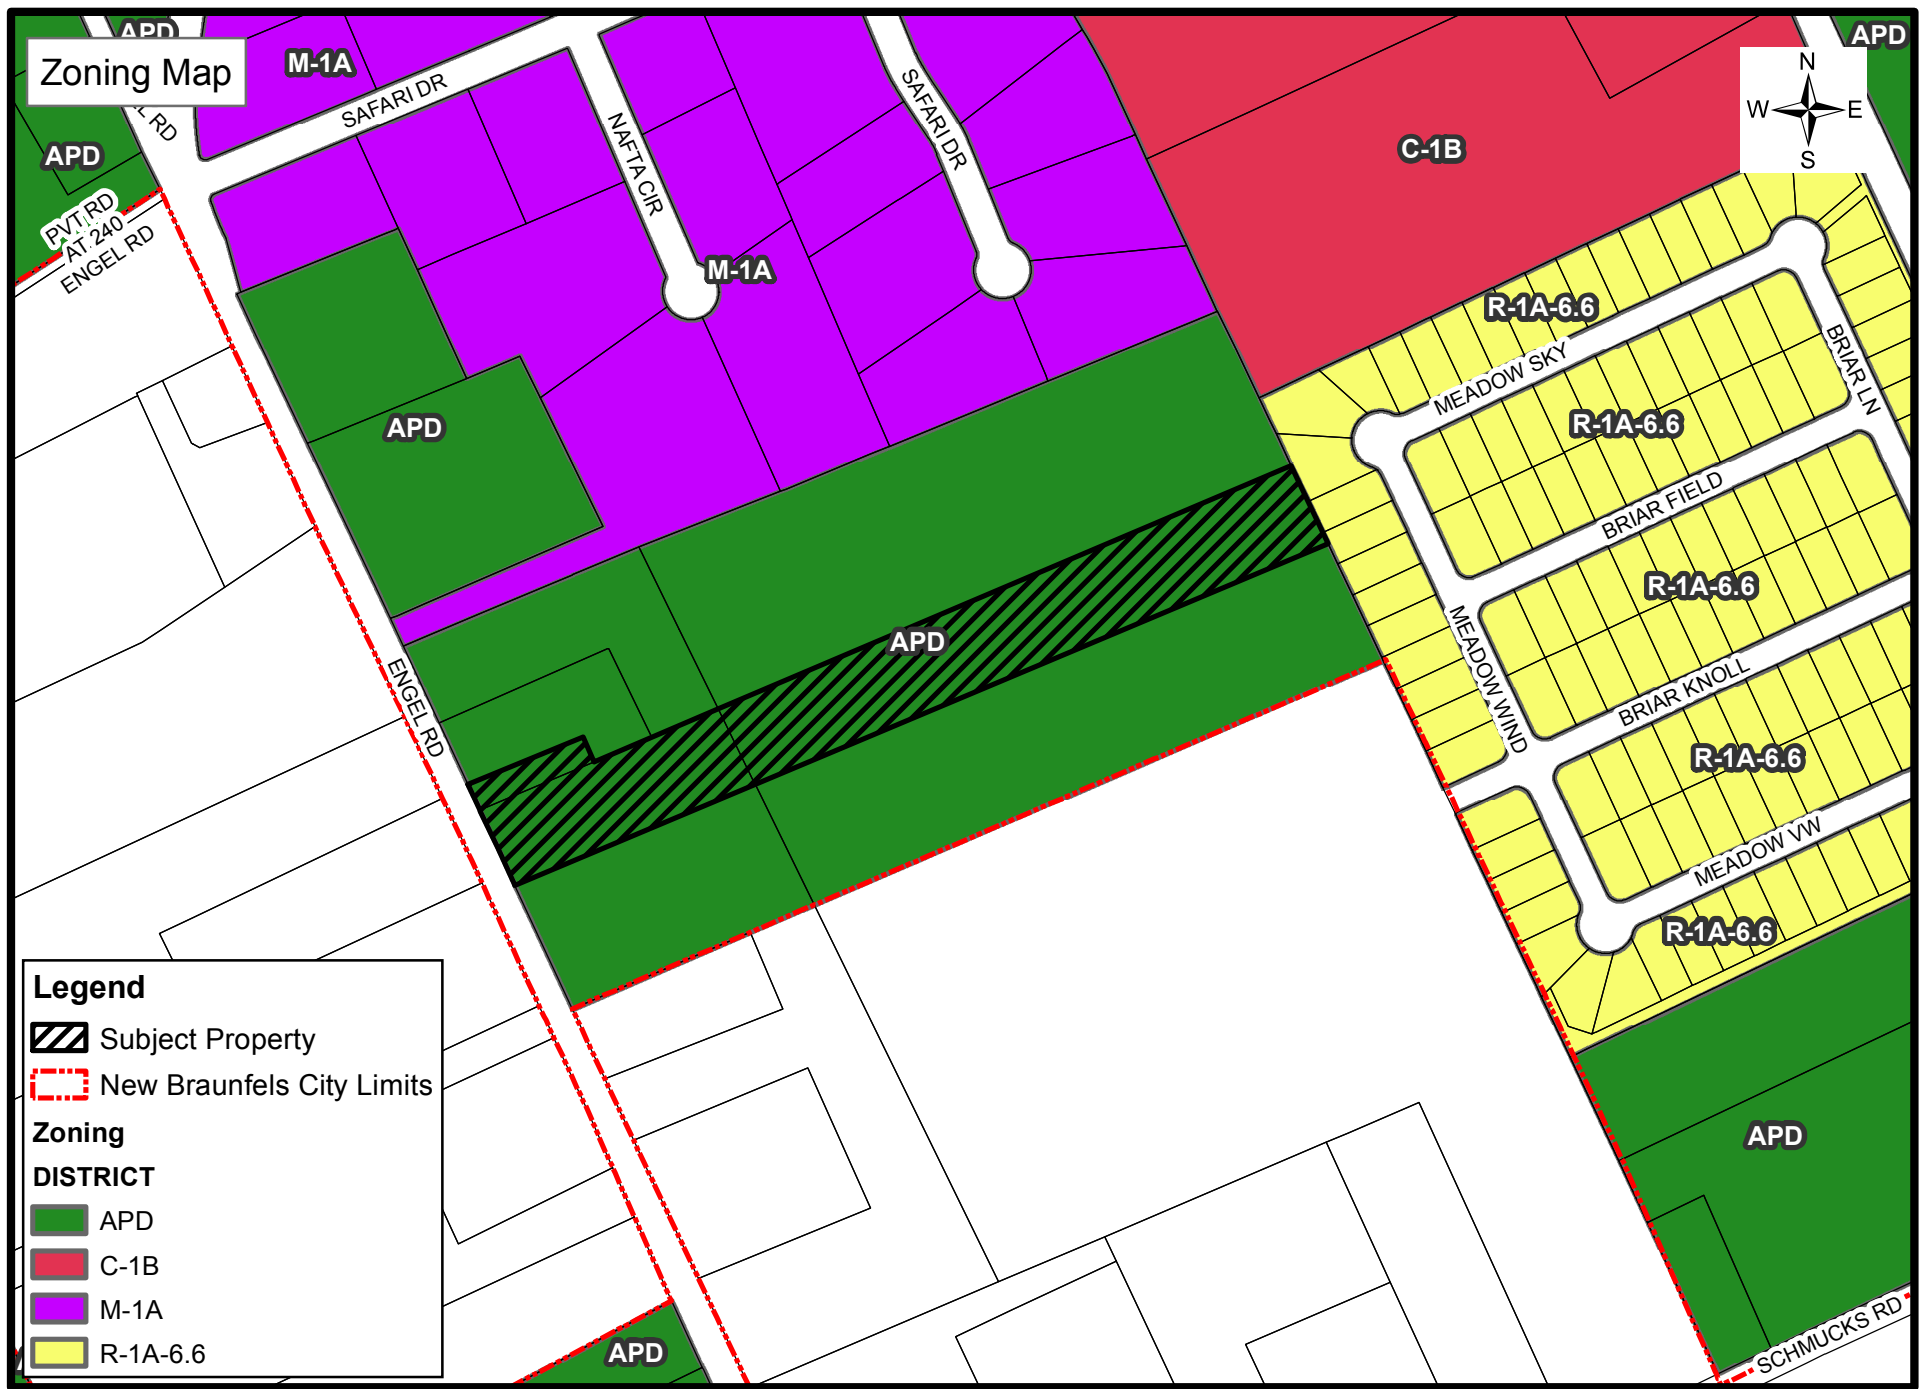 Zoning Map
APD
M-1A
SAFARI DR
NAFTA CIR
SAFARI DR
C-1B
APD
N
W
E
S
APD
PVT RD
AT 240
ENGEL RD
M-1A
R-1A-6.6
MEADOW SKY
BRIAR LN
APD
R-1A-6.6
BRIAR FIELD
R-1A-6.6
APD
ENGEL RD
MEADOW WIND
BRIAR KNOLL
R-1A-6.6
MEADOW VW
R-1A-6.6
APD
SCHMUCKS RD
APD
Legend
Subject Property
New Braunfels City Limits
Zoning
DISTRICT
APD
C-1B
M-1A
R-1A-6.6